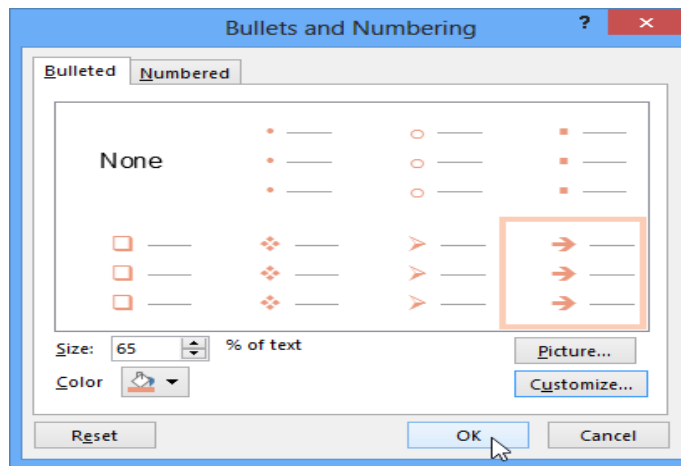 Bullets and Numbering ?
Bulleted Numbered
None
Size: 65 % of text
Picture...
Color
Customize...
Reset OK Cancel